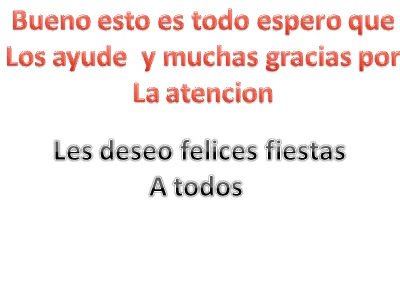 Bueno esto es todo espero que
Los ayude y muchas gracias por
La atencion
Les deseo felices fiestas
A todos